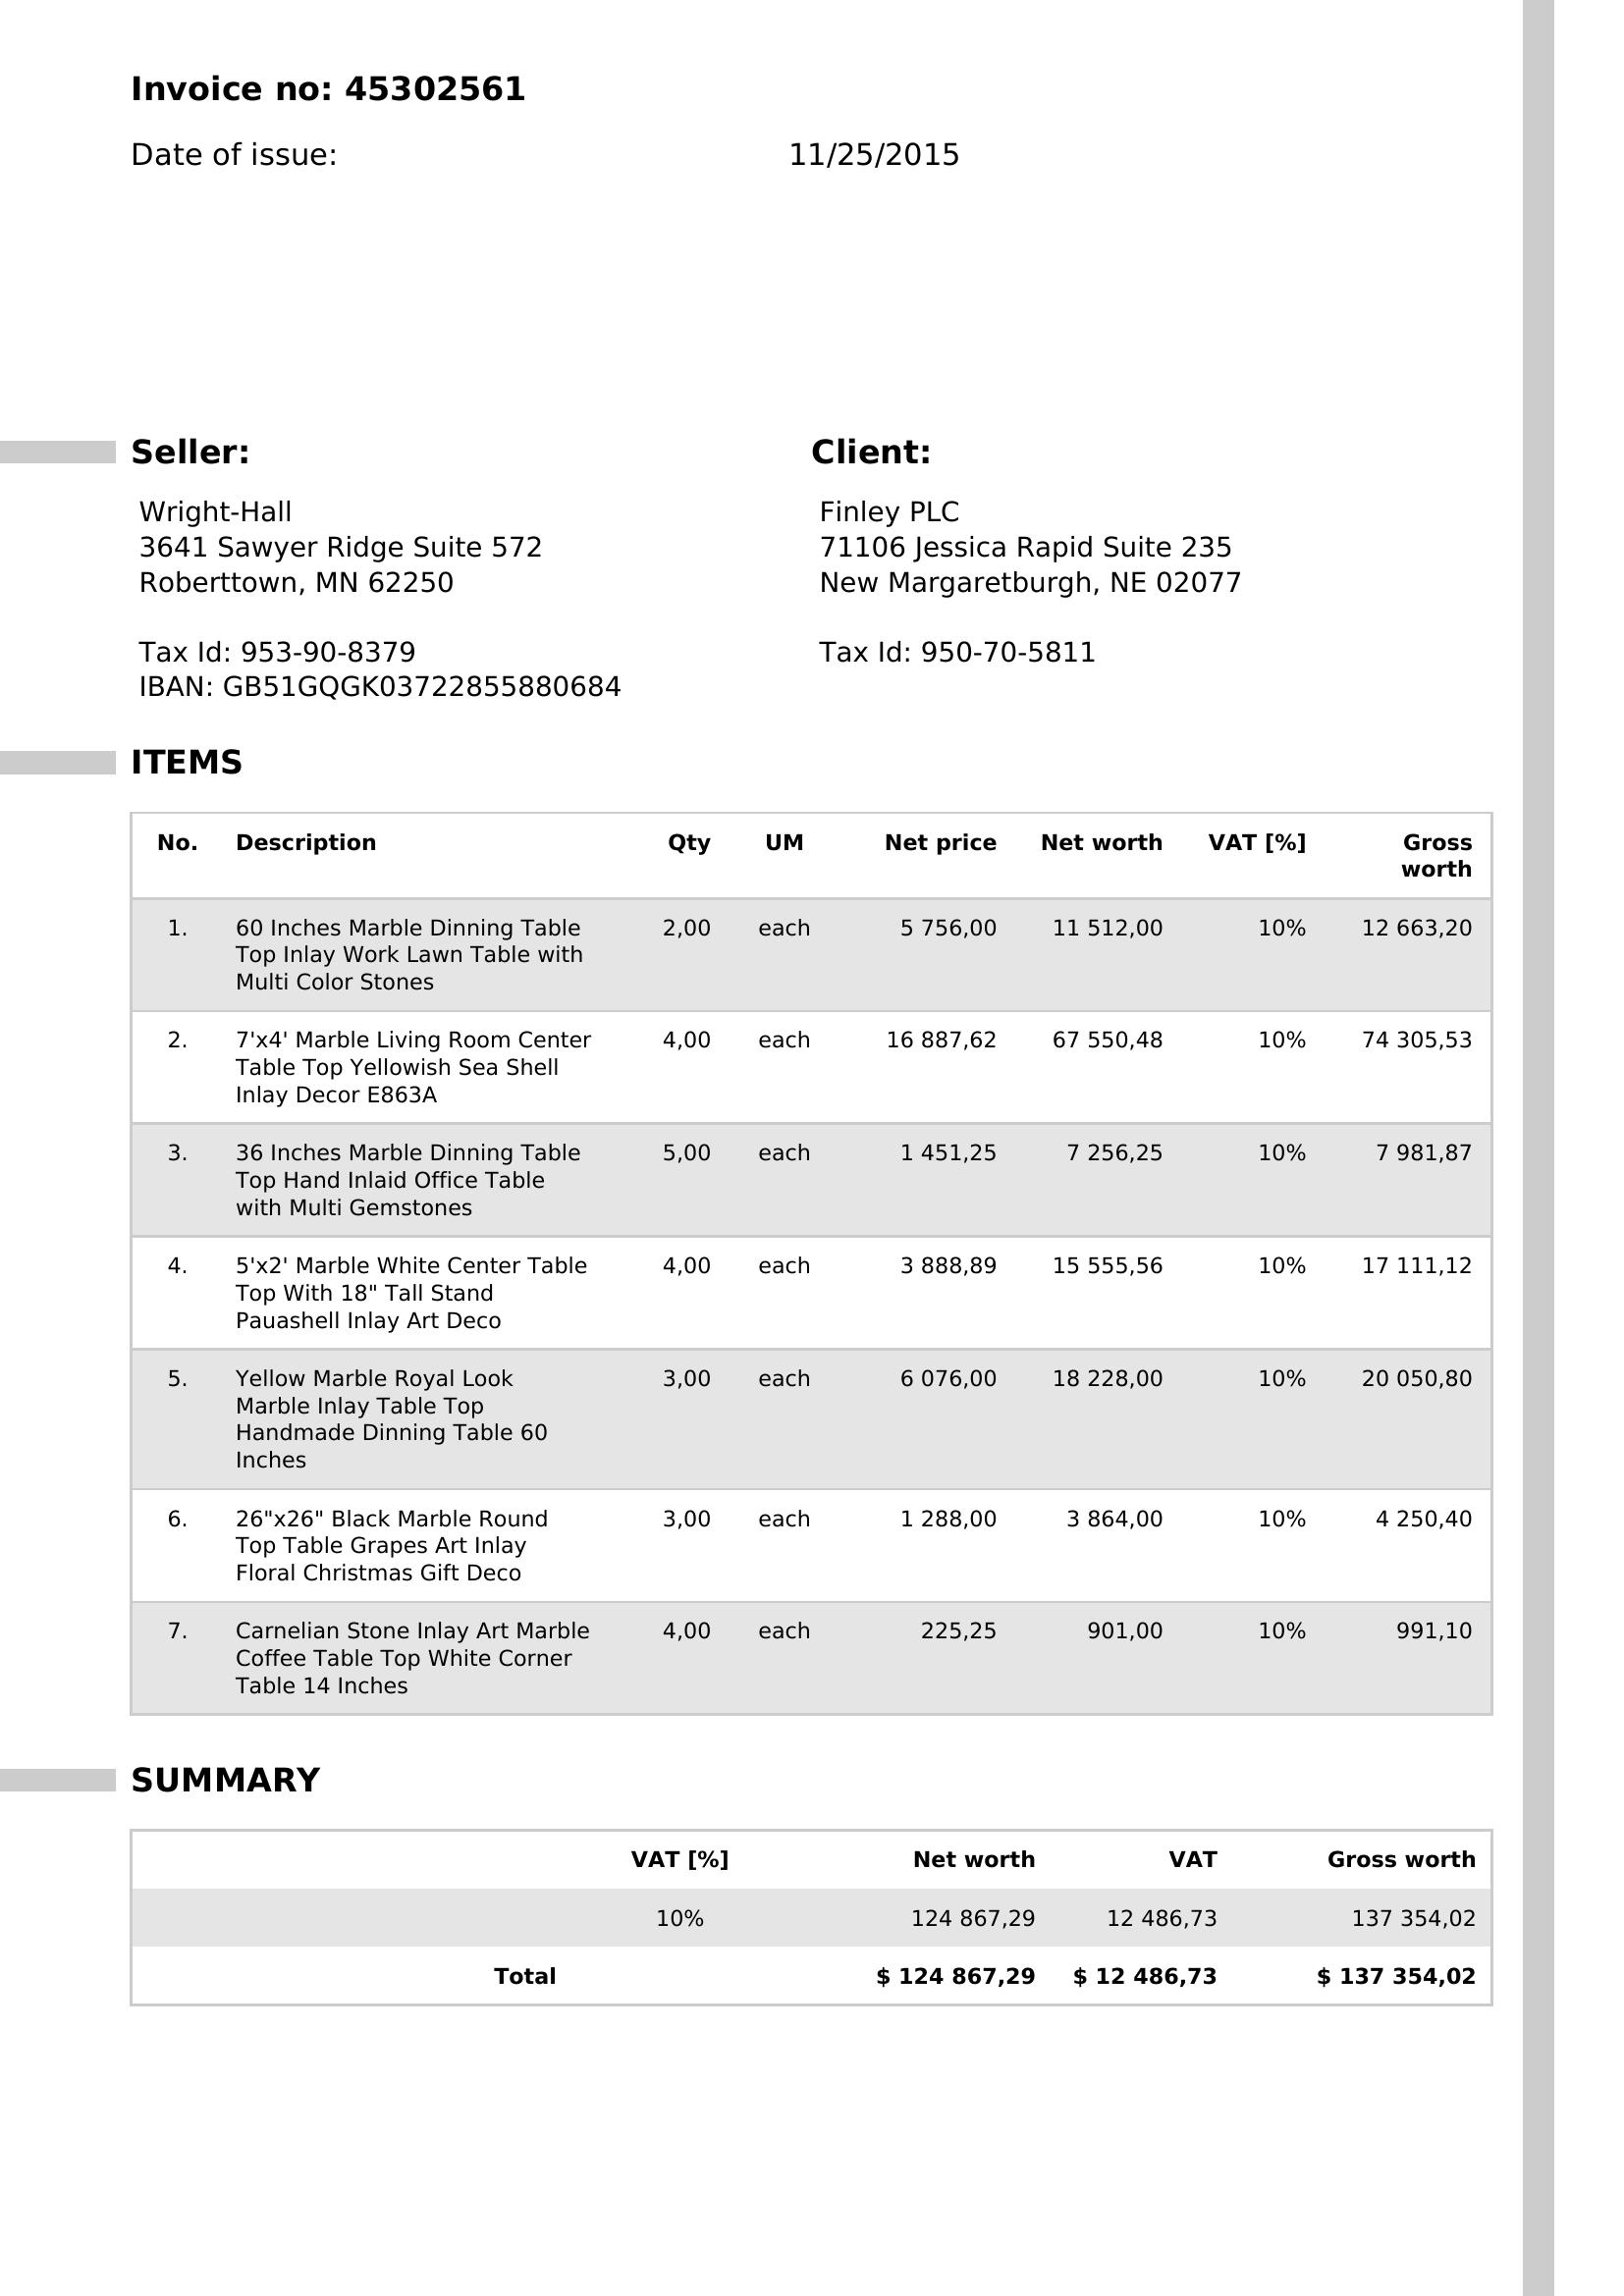 Invoice no: 45302561
Date of issue: 11/25/2015
Seller:
Wright-Hall
3641 Sawyer Ridge Suite 572
Roberttown, MN 62250
Tax Id: 953-90-8379
IBAN: GB51GQGK03722855880684
Client:
Finley PLC
71106 Jessica Rapid Suite 235
New Margaretburgh, NE 02077
Tax Id: 950-70-5811
ITEMS
No. Description Qty UM Net price Net worth VAT [%] Gross
worth
1. 60 Inches Marble Dinning Table 2,00 each 5 756,00 11 512,00 10% 12 663,20
Top Inlay Work Lawn Table with
Multi Color Stones
2. 7'x4' Marble Living Room Center 4,00 each 16 887,62 67 550,48 10% 74 305,53
Table Top Yellowish Sea Shell
Inlay Decor E863A
3. 36 Inches Marble Dinning Table 5,00 each 1 451,25 7 256,25 10% 7 981,87
Top Hand Inlaid Office Table
with Multi Gemstones
4. 5'x2' Marble White Center Table 4,00 each 3 888,89 15 555,56 10% 17 111,12
Top With 18" Tall Stand
Pauashell Inlay Art Deco
5. Yellow Marble Royal Look 3,00 each 6 076,00 18 228,00 10% 20 050,80
Marble Inlay Table Top
Handmade Dinning Table 60
Inches
6. 26"x26" Black Marble Round 3,00 each 1 288,00 3 864,00 10% 4 250,40
Top Table Grapes Art Inlay
Floral Christmas Gift Deco
7. Carnelian Stone Inlay Art Marble 4,00 each 225,25 901,00 10% 991,10
Coffee Table Top White Corner
Table 14 Inches
SUMMARY
VAT [%] Net worth VAT Gross worth
10% 124 867,29 12 486,73 137 354,02
Total $ 124 867,29 $ 12 486,73 $ 137 354,02